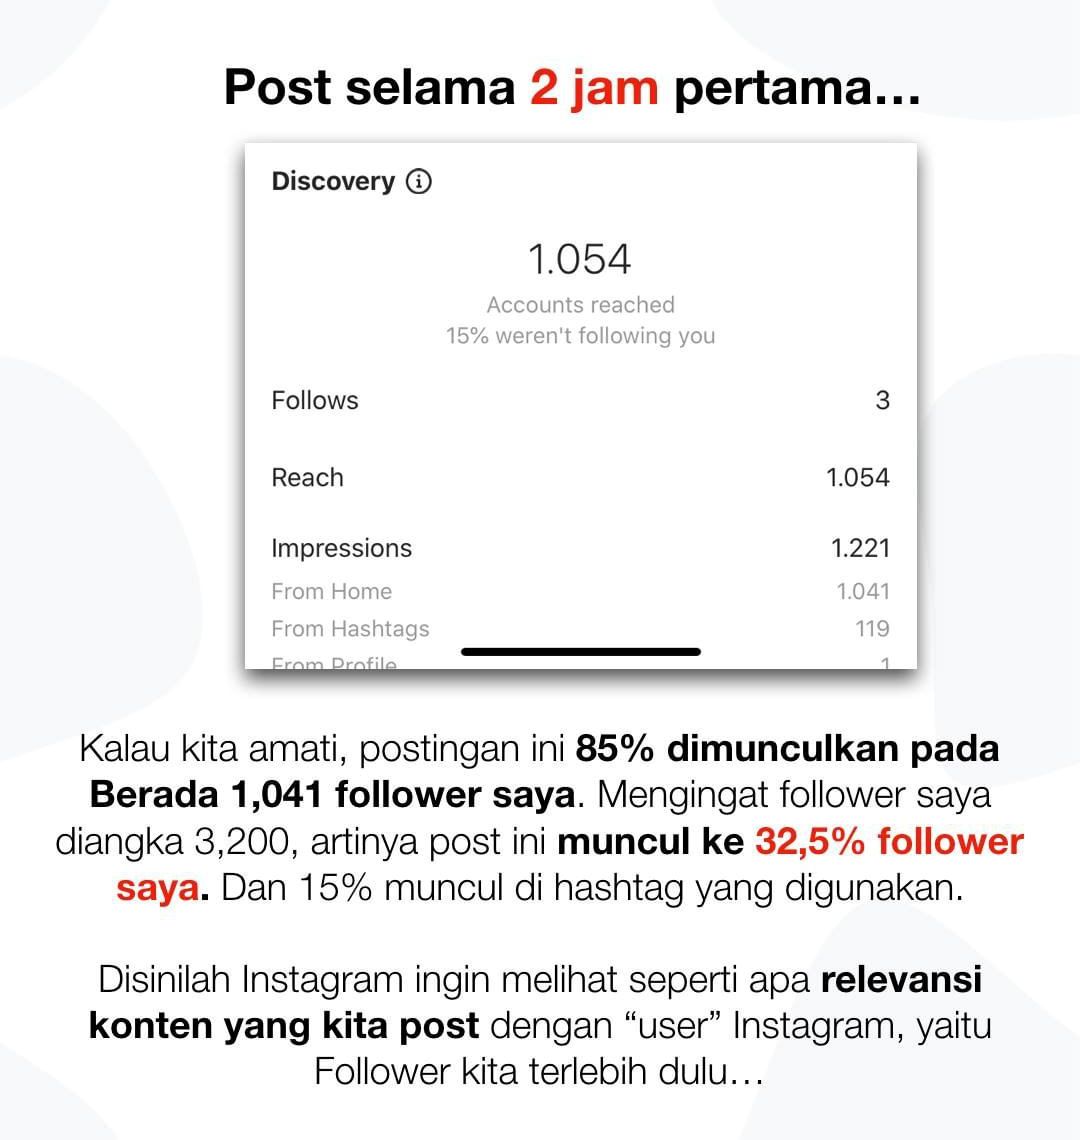 Post selama 2 jam pertama...
Discovery
1.054
Accounts reached
15% weren't following you
Follows 3
Reach 1.054
Impressions 1.221
From Home 1.041
From Hashtags 119
From Profile 1
Kalau kita amati, postingan ini 85% dimunculkan pada
Berada 1,041 follower saya. Mengingat follower saya
diangka 3,200, artinya post ini muncul ke 32,5% follower
saya. Dan 15% muncul di hashtag yang digunakan.
Disinilah Instagram ingin melihat seperti apa relevansi
konten yang kita post dengan “user” Instagram, yaitu
Follower kita terlebih dulu...